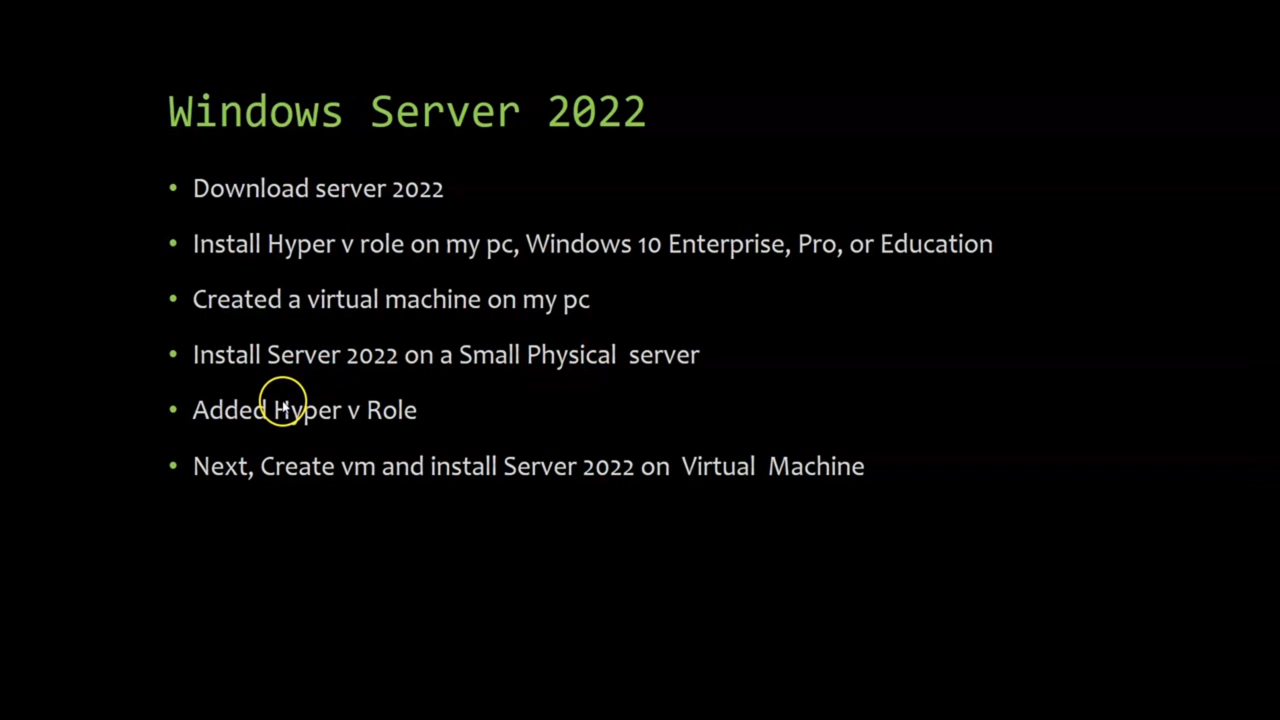 Windows Server 2022
• Download server 2022
• Install Hyper v role on my pc, Windows 10 Enterprise, Pro, or Education
• Created a virtual machine on my pc
• Install Server 2022 on a Small Physical  server
• Added Hyper v Role
• Next, Create vm and install Server 2022 on  Virtual  Machine